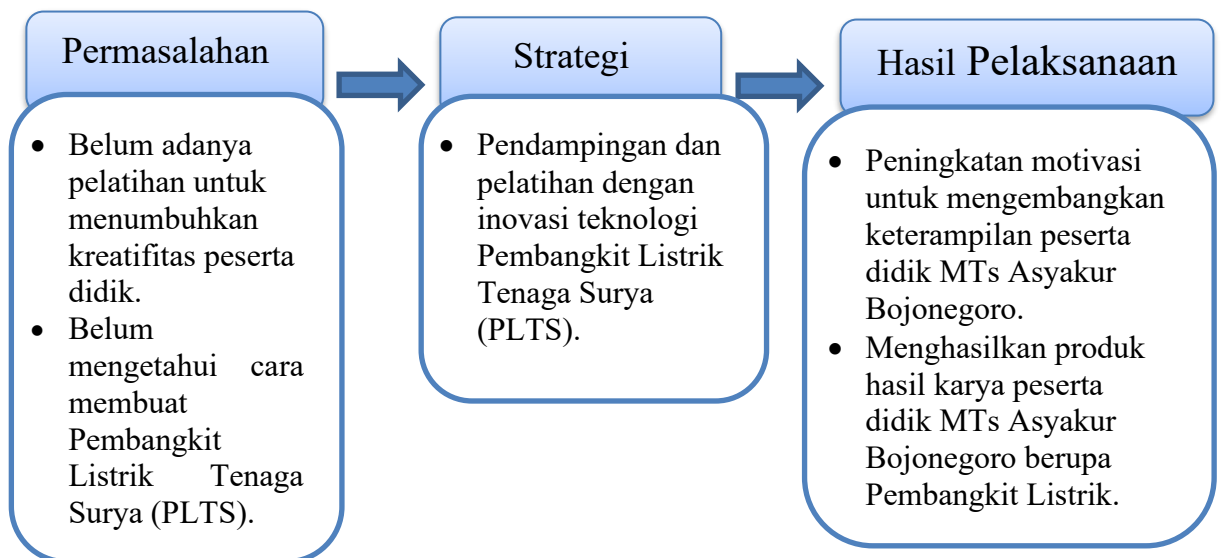 Permasalahan
• Belum adanya
pelatihan untuk
menumbuhkan
kreatifitas peserta
didik.
• Belum
mengetahui cara
membuat
Pembangkit
Listrik Tenaga
Surya (PLTS).
Strategi
• Pendampingan dan
pelatihan dengan
inovasi teknologi
Pembangkit Listrik
Tenaga Surya
(PLTS).
Hasil Pelaksanaan
• Peningkatan motivasi
untuk mengembangkan
keterampilan peserta
didik MTs Asyakur
Bojonegoro.
• Menghasilkan produk
hasil karya peserta
didik MTs Asyakur
Bojonegoro berupa
Pembangkit Listrik.